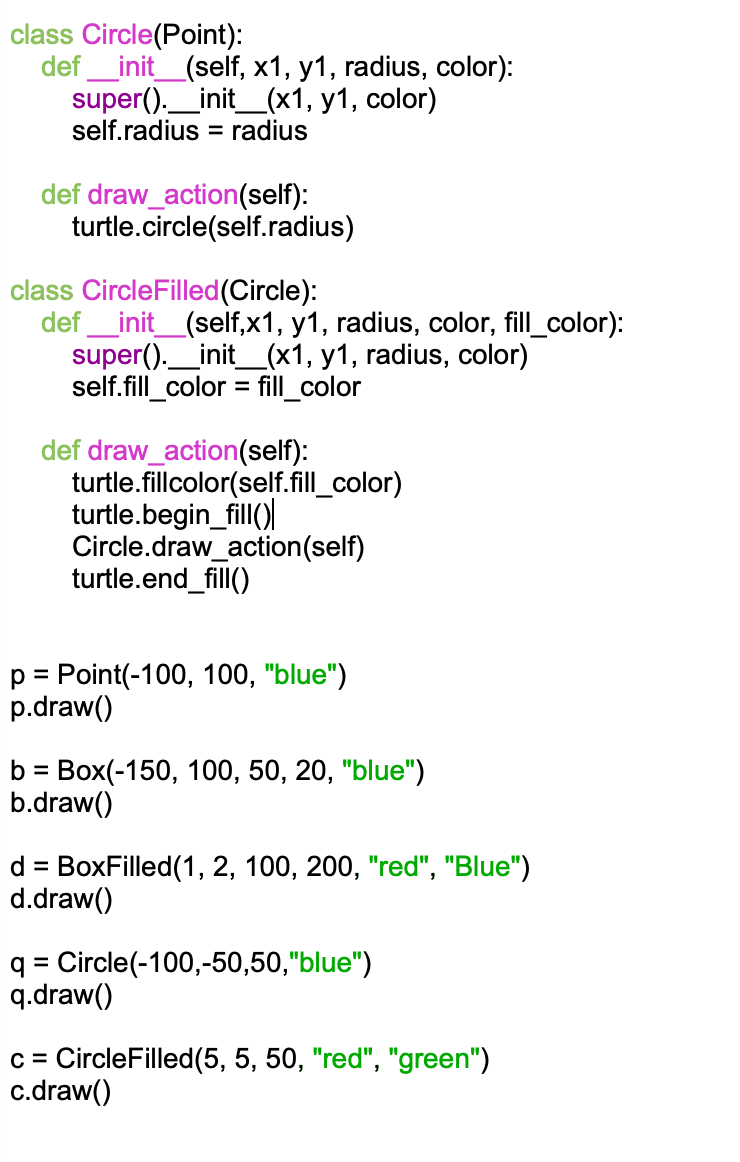 class Circle(Point):
    def __init__(self, x1, y1, radius, color):
        super().__init__(x1, y1, color)
        self.radius = radius

    def draw_action(self):
        turtle.circle(self.radius)

class CircleFilled(Circle):
    def __init__(self,x1, y1, radius, color, fill_color):
        super().__init__(x1, y1, radius, color)
        self.fill_color = fill_color

    def draw_action(self):
        turtle.fillcolor(self.fill_color)
        turtle.begin_fill()
        Circle.draw_action(self)
        turtle.end_fill()

p = Point(-100, 100, "blue")
p.draw()

b = Box(-150, 100, 50, 20, "blue")
b.draw()

d = BoxFilled(1, 2, 100, 200, "red", "Blue")
d.draw()

q = Circle(-100,-50,50,"blue")
q.draw()

c = CircleFilled(5, 5, 50, "red", "green")
c.draw()